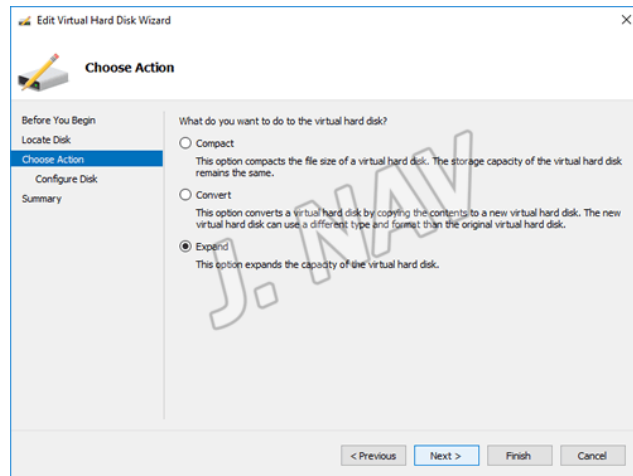 Edit Virtual Hard Disk Wizard
Choose Action
Before You Begin
Locate Disk
Choose Action
Configure Disk
Summary
What do you want to do to the virtual hard disk?
Compact
This option compacts the file size of a virtual hard disk. The storage capacity of the virtual hard disk
remains the same.
Convert
This option converts a virtual hard disk by copying the contents to a new virtual hard disk. The new
virtual hard disk can use a different type and format than the original virtual hard disk.
Expand
This option expands the capacity of the virtual hard disk.
J. NAV
< Previous
Next >
Finish
Cancel